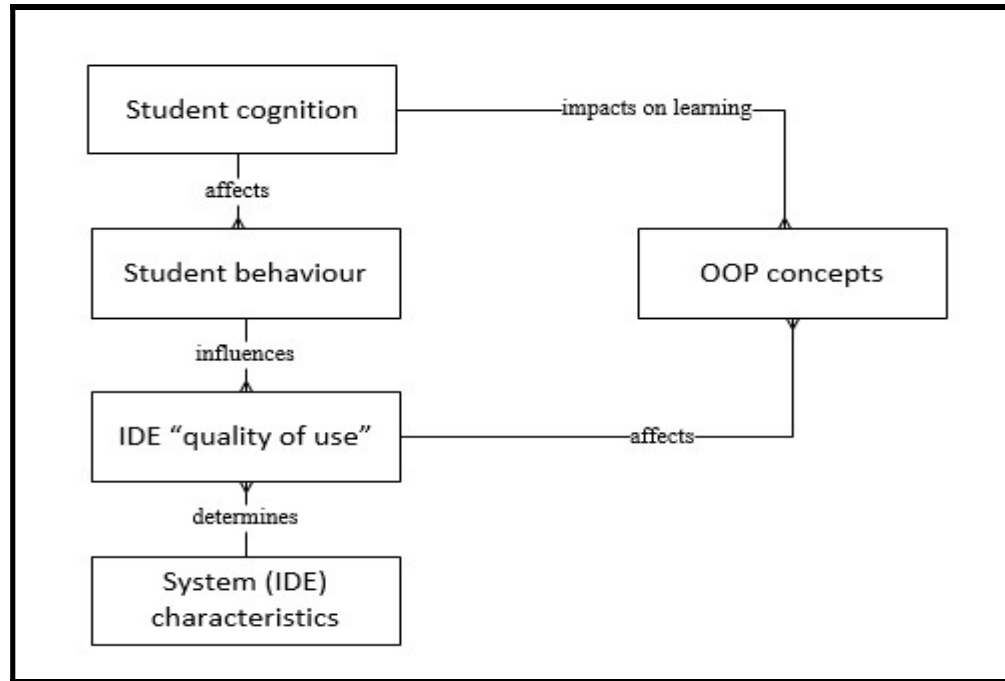 Student cognition
impacts on learning
affects
Student behaviour
OOP concepts
influences
IDE “quality of use”
affects
determines
System (IDE)
characteristics